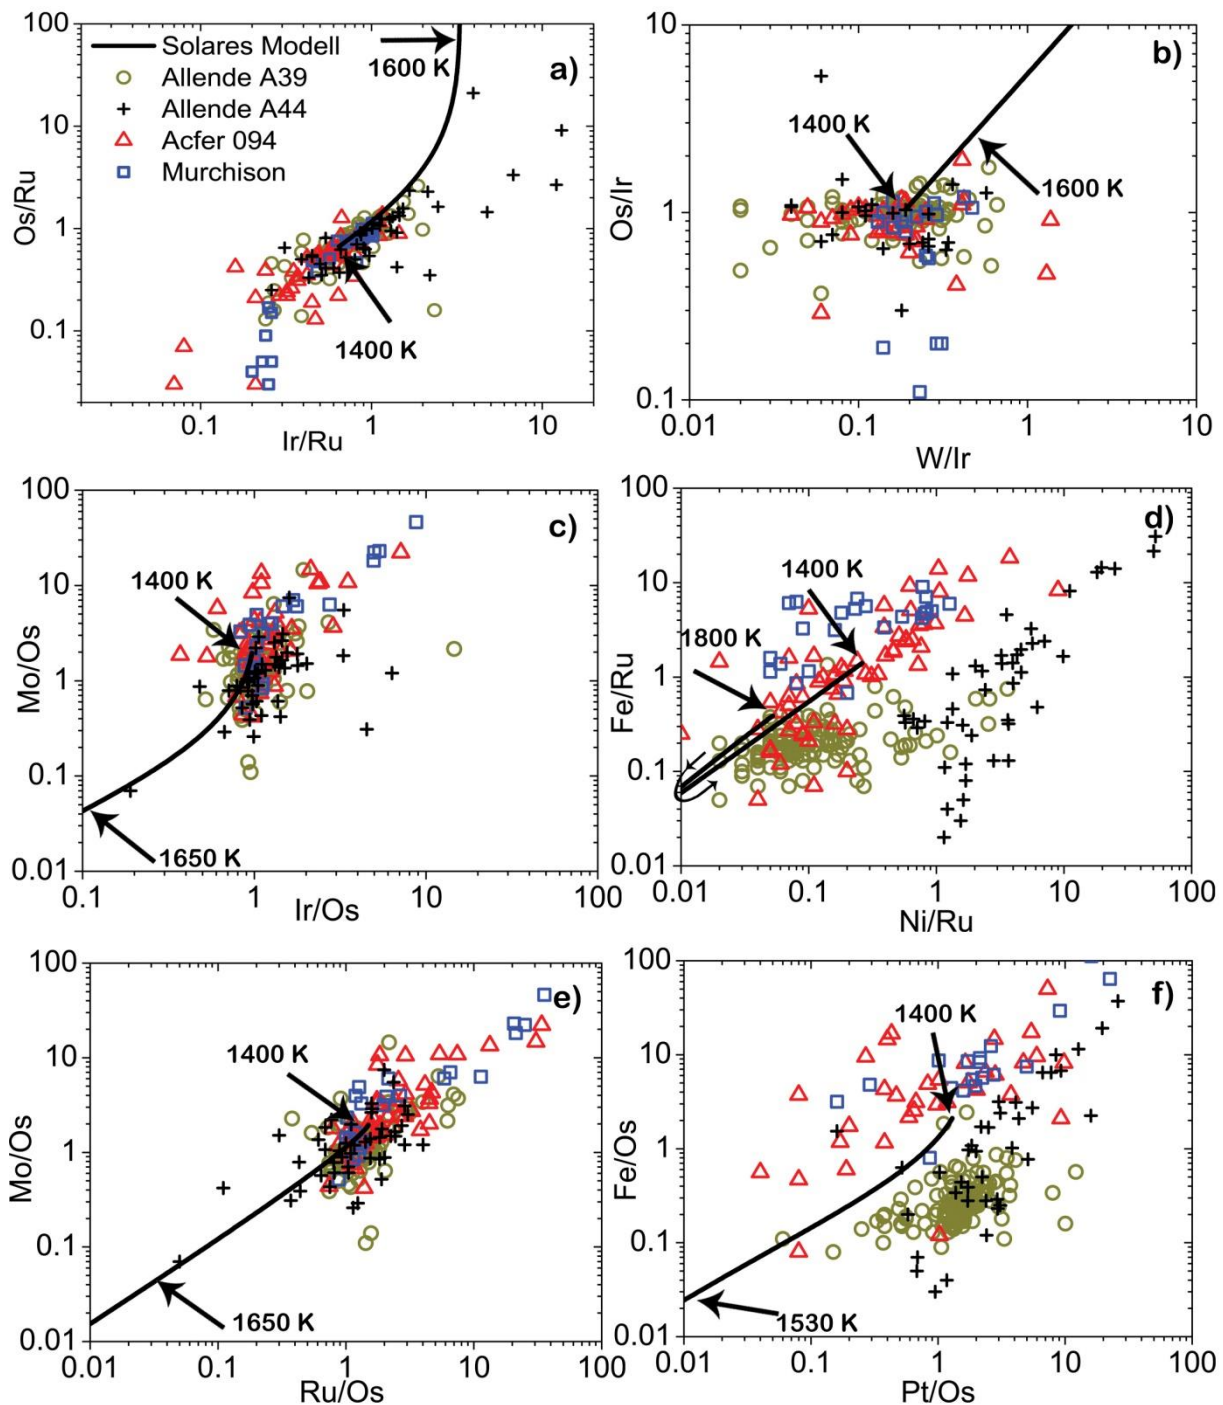 Solares Modell
Allende A39
Allende A44
Acfer 094
Murchison
a)
1600 K
1400 K
100
10
1
0.1
Os/Ru
0.1
1
10
Ir/Ru
b)
1400 K
1600 K
10
1
0.1
Os/Ir
0.01
0.1
1
10
W/Ir
c)
1400 K
1650 K
100
10
1
0.1
0.01
Mo/Os
0.1
1
10
100
Ir/Os
d)
1400 K
1800 K
100
10
1
0.1
0.01
Fe/Ru
0.01
0.1
1
10
100
Ni/Ru
e)
1400 K
1650 K
100
10
1
0.1
0.01
Mo/Os
0.01
0.1
1
10
100
Ru/Os
f)
1400 K
1530 K
100
10
1
0.1
0.01
Fe/Os
0.01
0.1
1
10
100
Pt/Os